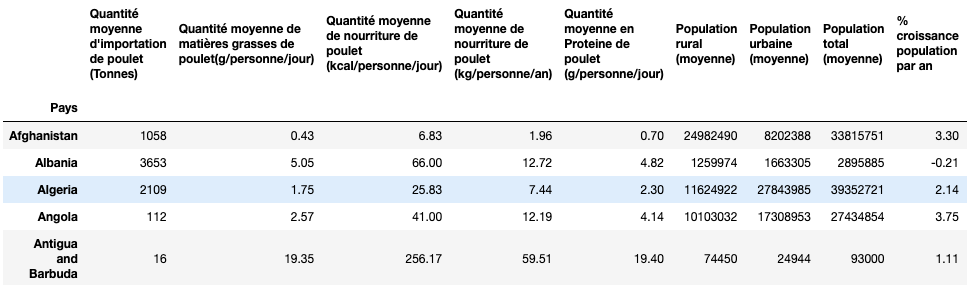 Quantité moyenne d'importation de poulet (Tonnes)	Quantité moyenne de matières grasses de poulet(g/personne/jour)	Quantité moyenne de nourriture de poulet (kcal/personne/jour)	Quantité moyenne de nourriture de poulet (kg/personne/an)	Quantité moyenne en Proteine de poulet (g/personne/jour)	Population rural (moyenne)	Population urbaine (moyenne)	Population total (moyenne)	% croissance population par an
Pays
Afghanistan	1058	0.43	6.83	1.96	0.70	24982490	8202388	33815751	3.30
Albania	3653	5.05	66.00	12.72	4.82	1259974	1663305	2895885	-0.21
Algeria	2109	1.75	25.83	7.44	2.30	11624922	27843985	39352721	2.14
Angola	112	2.57	41.00	12.19	4.14	10103032	17308953	27434854	3.75
Antigua and Barbuda	16	19.35	256.17	59.51	19.40	74450	24944	93000	1.11